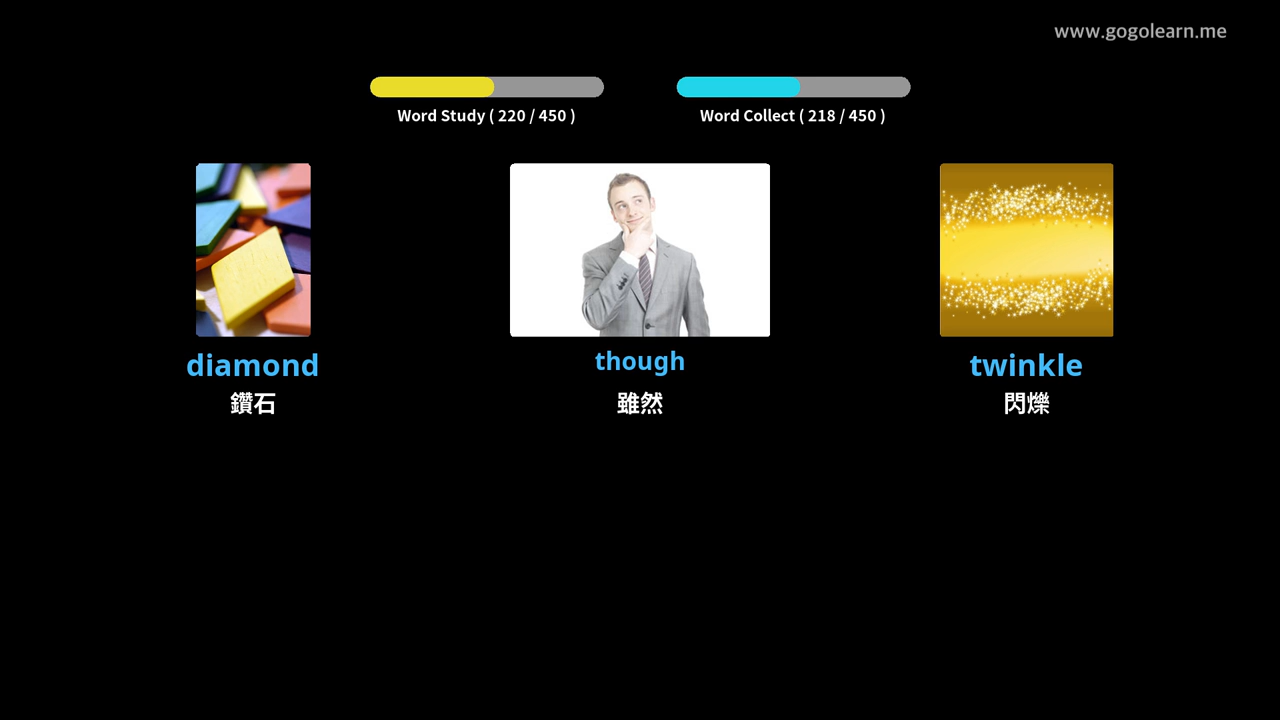 www.gogolearn.me
Word Study ( 220 / 450 )
Word Collect ( 218 / 450 )
diamond
鑽石
though
雖然
twinkle
閃爍